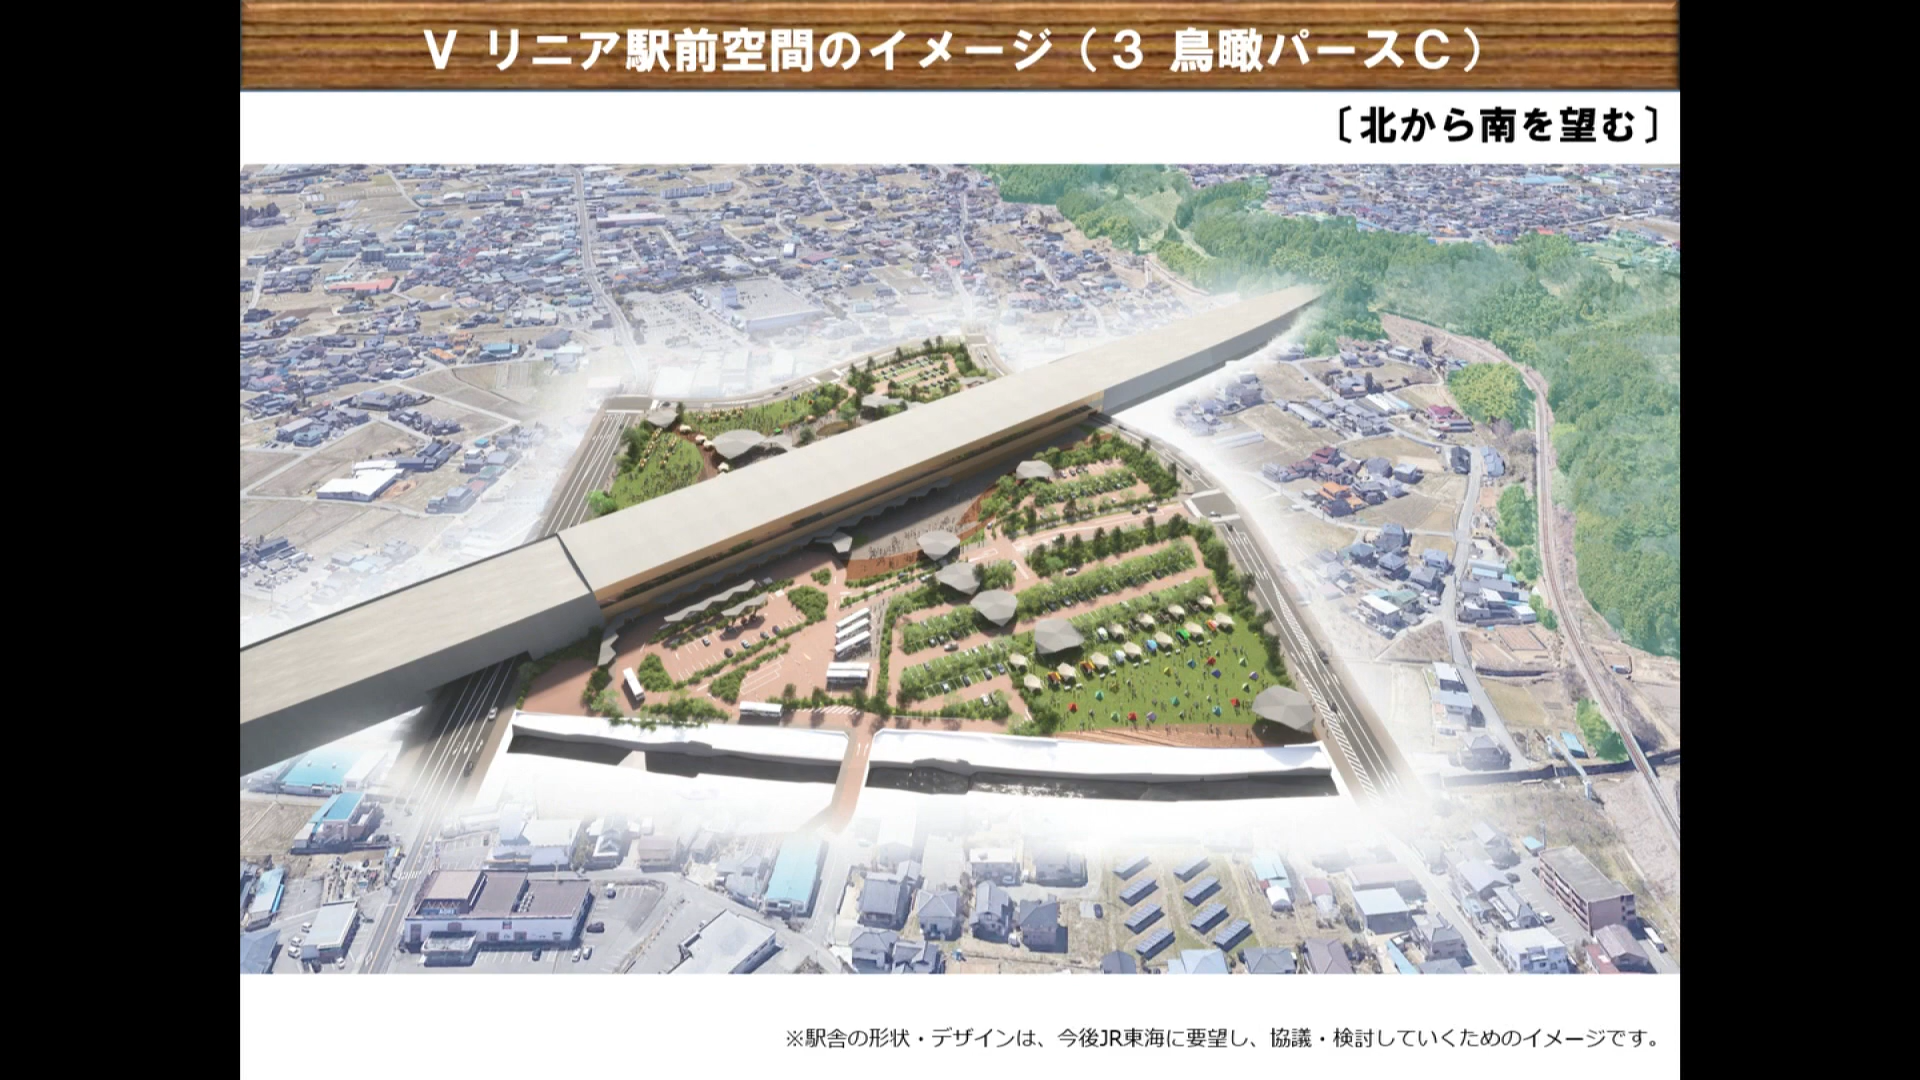 Ⅴ リニア駅前空間のイメージ（３ 鳥瞰パースＣ）
〔北から南を望む〕
※駅舎の形状・デザインは、今後JR東海に要望し、協議・検討していくためのイメージです。